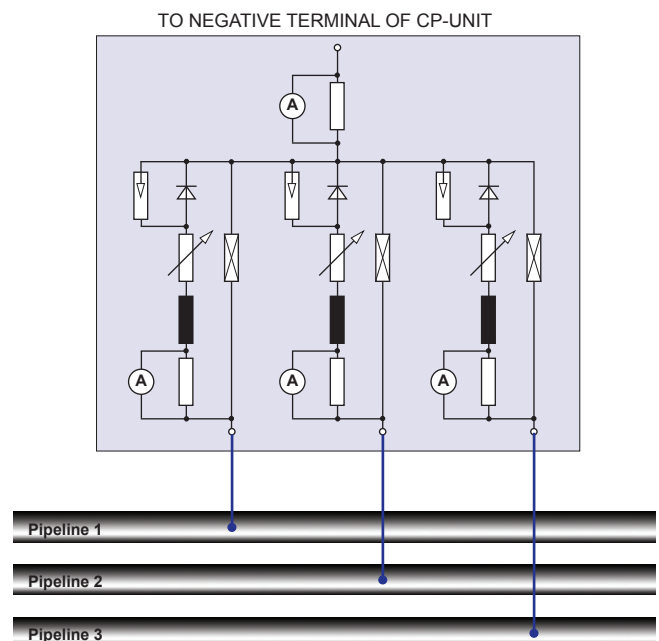 TO NEGATIVE TERMINAL OF CP-UNIT
A
A
A
A
Pipeline 1
Pipeline 2
Pipeline 3